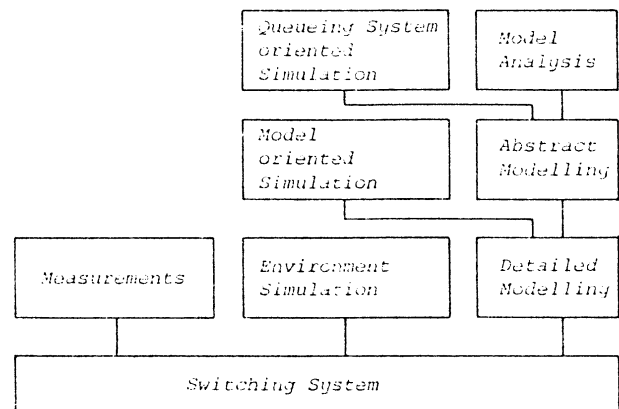 Queueing System
oriented
Simulation
Model
Analysis
Model
oriented
Simulation
Abstract
Modelling
Measurements
Environment
Simulation
Detailed
Modelling
Switching System